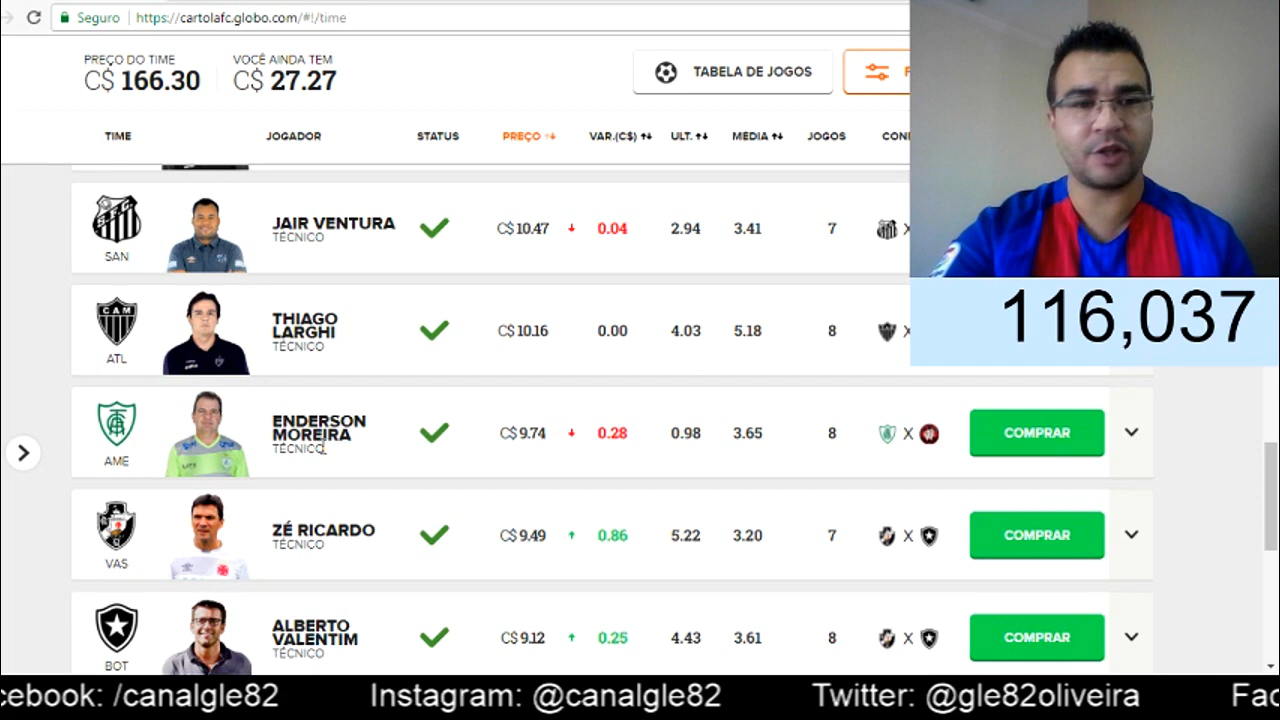 Seguro
https://cartolafc.globo.com/#!/time
PREÇO DO TIME
C$ 166.30
VOCÊ AINDA TEM
C$ 27.27
TABELA DE JOGOS
F
TIME JOGADOR STATUS PREÇO VAR.(C$) ULT. MEDIA JOGOS CON
SAN
JAIR VENTURA
TÉCNICO
C$ 10.47 0.04 2.94 3.41 7 X
CAM
ATL
THIAGO
LARGHI
TÉCNICO
C$ 10.16 0.00 4.03 5.18 8 X
116,037
AME
ENDERSON
MOREIRA
TÉCNICO
C$ 9.74 0.28 0.98 3.65 8 X COMPRAR
VAS
ZÉ RICARDO
TÉCNICO
C$ 9.49 0.86 5.22 3.20 7 X COMPRAR
BOT
ALBERTO
VALENTIM
TÉCNICO
C$ 9.12 0.25 4.43 3.61 8 X COMPRAR
cebook: /canalgle82 Instagram: @canalgle82 Twitter: @gle82oliveira Fac